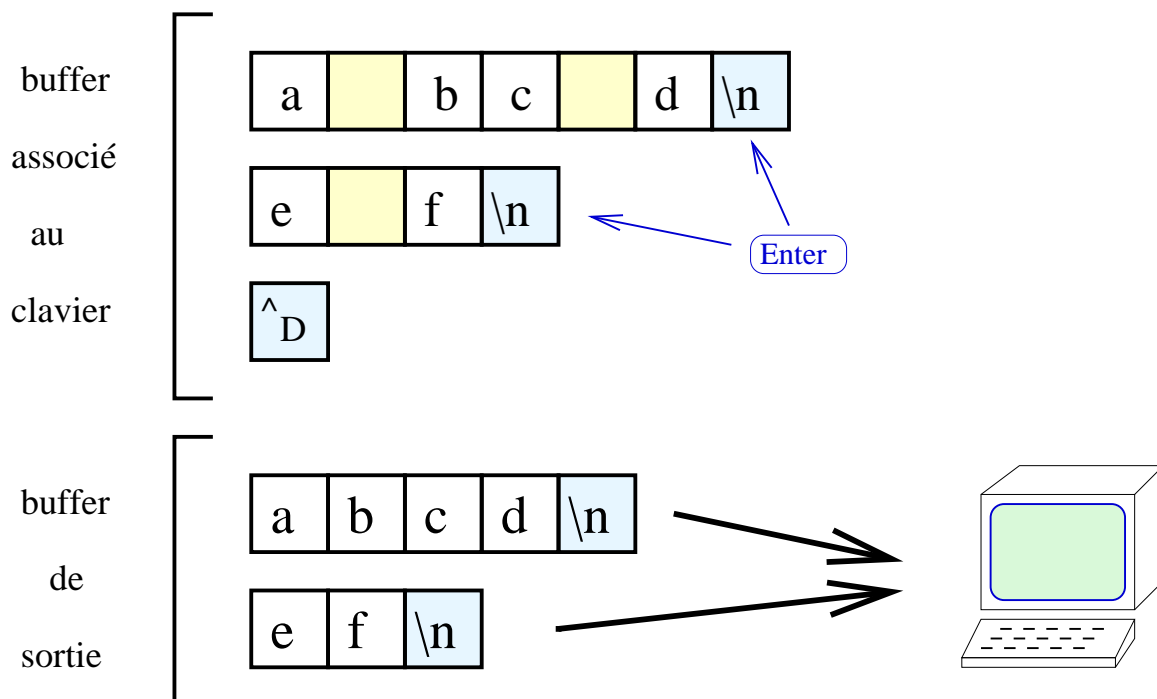 buffer
associé
au
clavier
a b c d \n
e f \n
Enter
^D
buffer
de
sortie
a b c d \n
e f \n